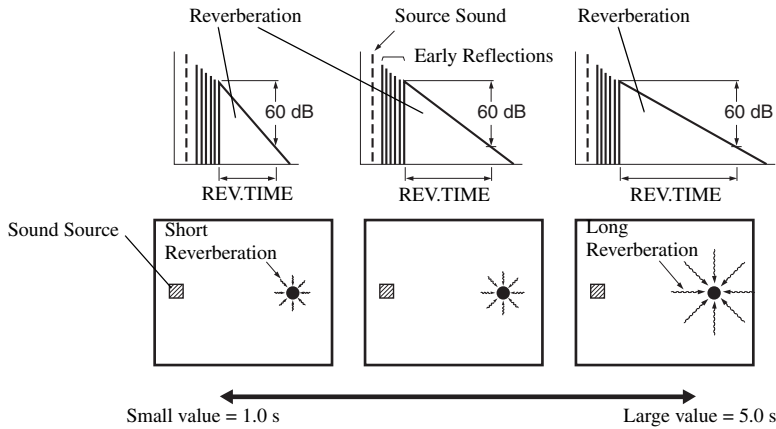 Reverberation
Source Sound
Reverberation
Early Reflections
60 dB
60 dB
60 dB
REV.TIME
REV.TIME
REV.TIME
Sound Source
Short
Reverberation
Long
Reverberation
Small value = 1.0 s
Large value = 5.0 s